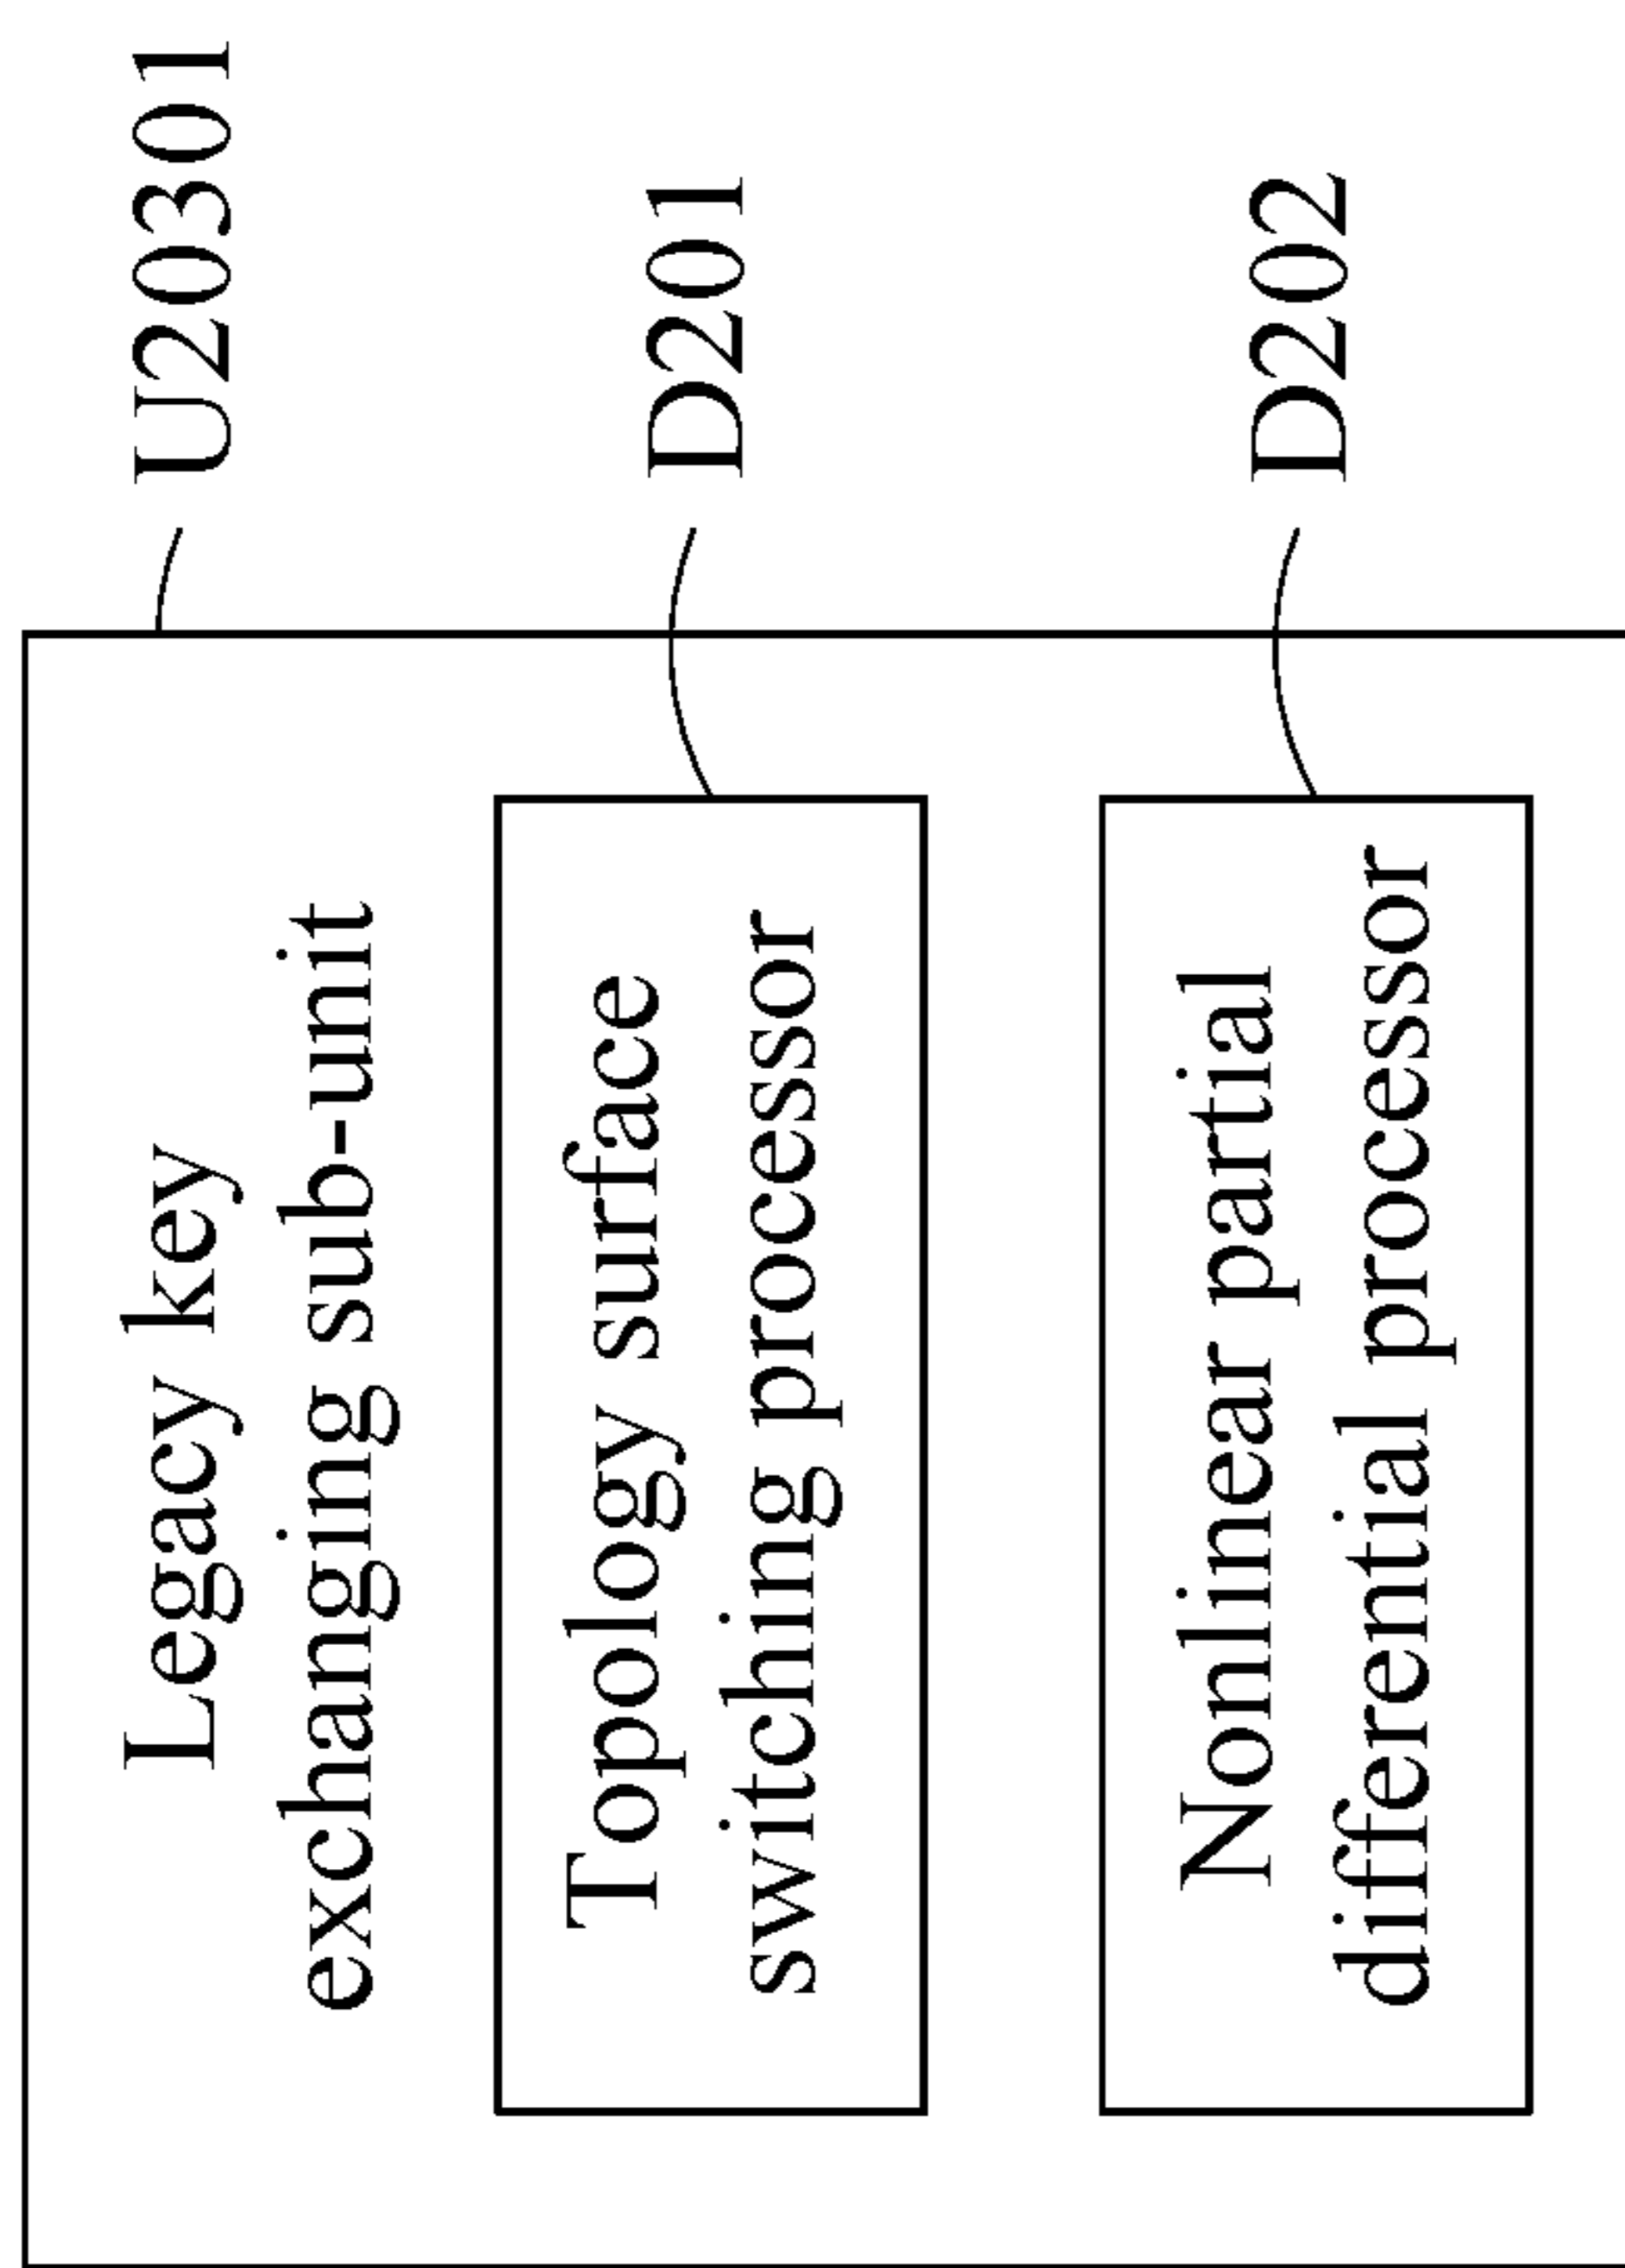 Legacy key
exchanging sub-unit
U20301
Topology surface
switching processor
D201
Nonlinear partial
differential processor
D202